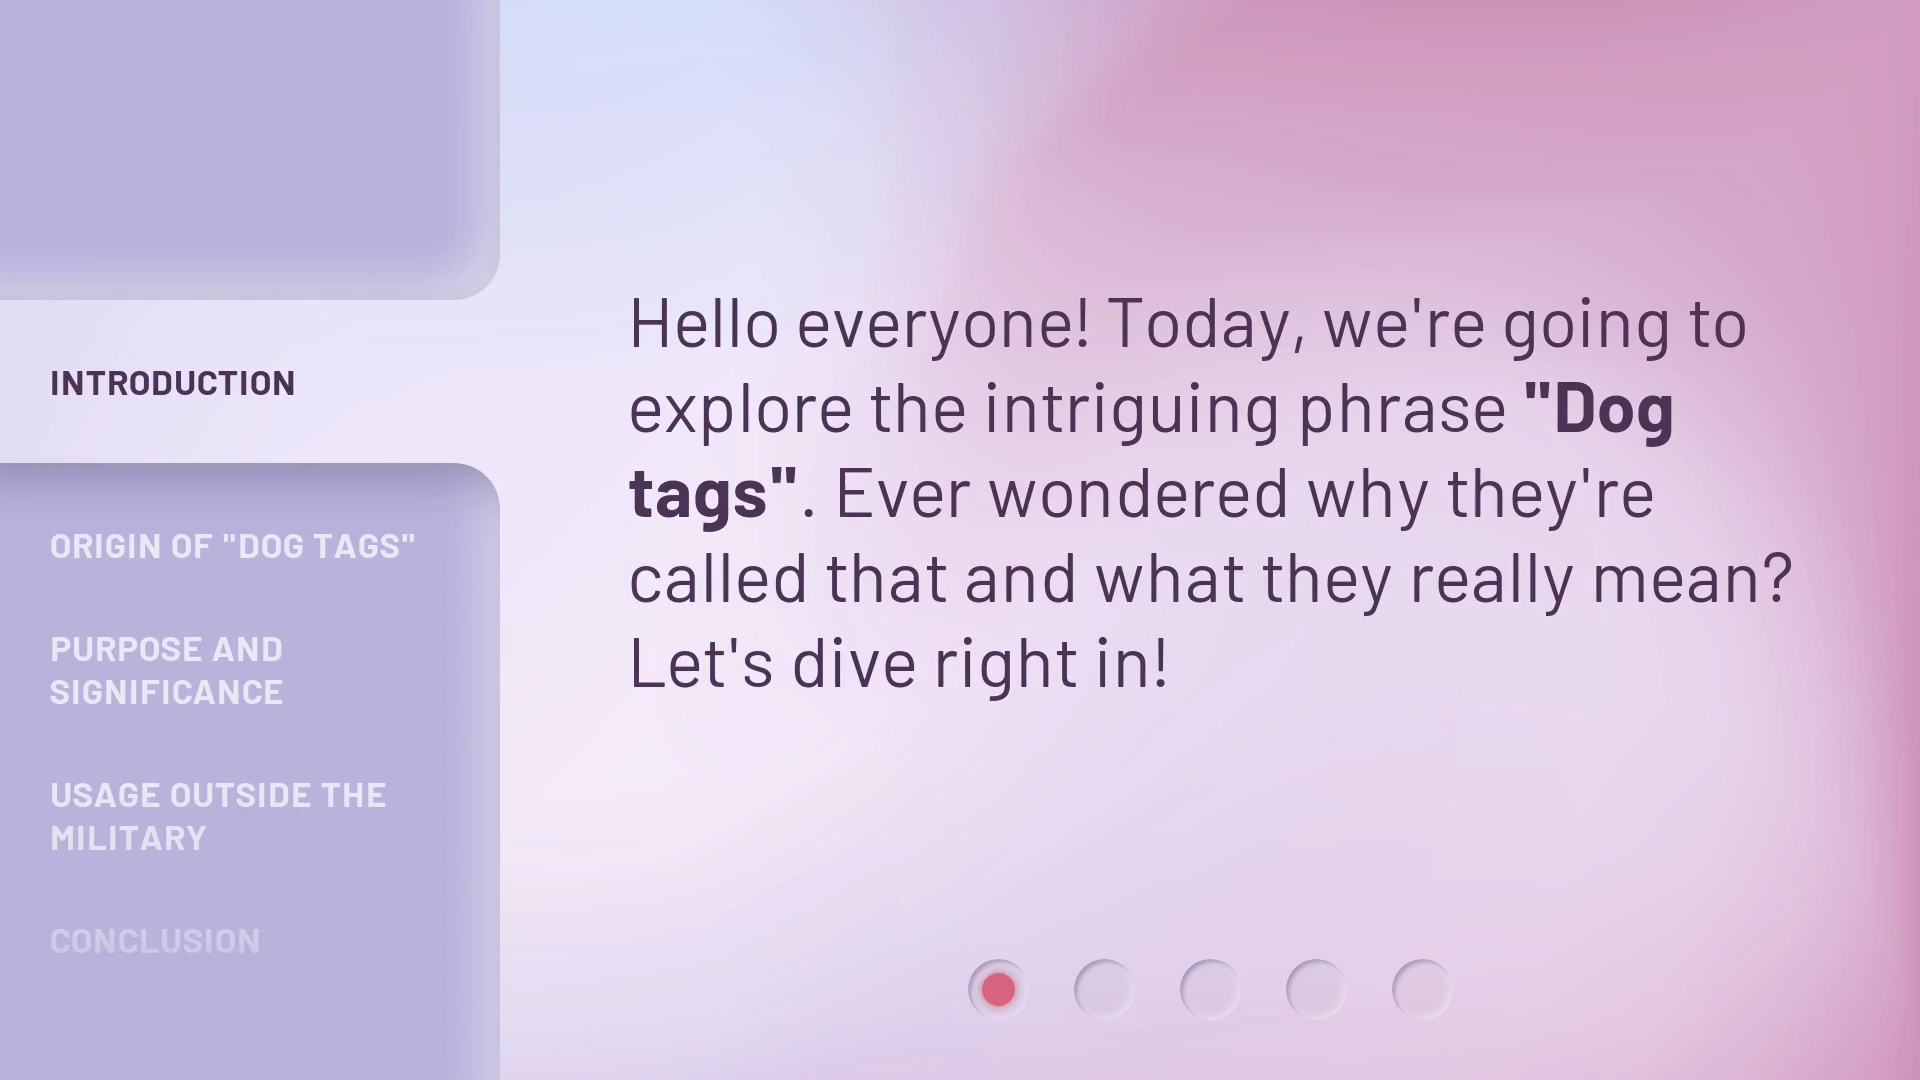 INTRODUCTION
ORIGIN OF "DOG TAGS"
PURPOSE AND
SIGNIFICANCE
USAGE OUTSIDE THE
MILITARY
CONCLUSION
Hello everyone! Today, we're going to
explore the intriguing phrase "Dog
tags". Ever wondered why they're
called that and what they really mean?
Let's dive right in!